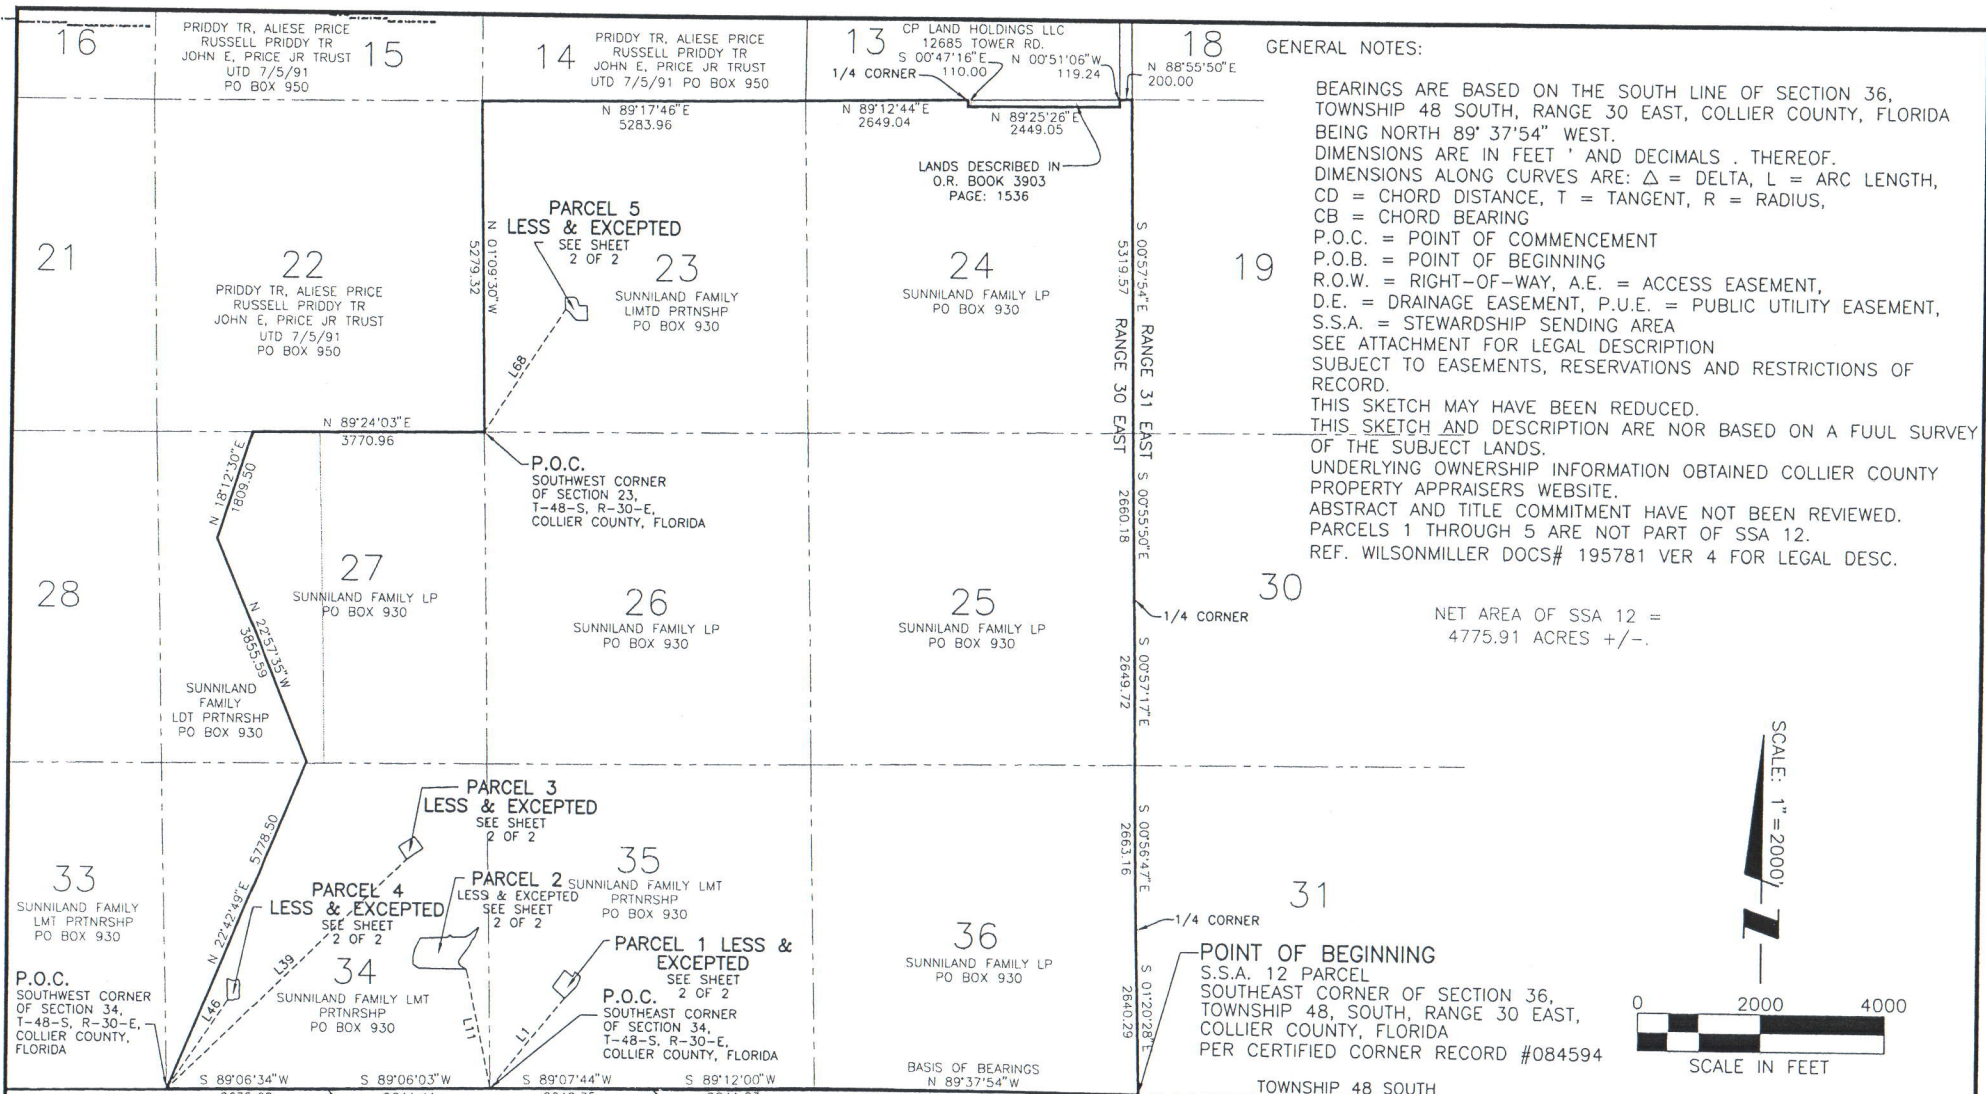 16
PRIDDY TR, ALIESE PRICE
RUSSELL PRIDDY TR
JOHN E, PRICE JR TRUST
UTD 7/5/91
PO BOX 950
15
14
PRIDDY TR, ALIESE PRICE
RUSSELL PRIDDY TR
JOHN E, PRICE JR TRUST
UTD 7/5/91 PO BOX 950
13
CP LAND HOLDINGS LLC
12685 TOWER RD.
S 00°47'16"E
110.00
N 00°51'06"W
119.24
1/4 CORNER
18
N 88°55'50"E
200.00
N 89°17'46"E
5283.96
N 89°12'44"E
2649.04
N 89°25'26"E
2449.05
LANDS DESCRIBED IN
O.R. BOOK 3903
PAGE: 1536
21
22
PRIDDY TR, ALIESE PRICE
RUSSELL PRIDDY TR
JOHN E, PRICE JR TRUST
UTD 7/5/91
PO BOX 950
N 01°09'30"W
5279.32
PARCEL 5
LESS & EXCEPTED
SEE SHEET
2 OF 2
23
SUNNILAND FAMILY
LIMTD PRTNSHP
PO BOX 930
L68
24
SUNNILAND FAMILY LP
PO BOX 930
S 00°57'54"E
5319.57
RANGE 31 EAST
RANGE 30 EAST
19
N 89°24'03"E
3770.96
P.O.C.
SOUTHWEST CORNER
OF SECTION 23,
T-48-S, R-30-E,
COLLIER COUNTY, FLORIDA
N 18°12'30"E
1809.50
S 00°55'50"E
2660.18
28
27
SUNNILAND FAMILY LP
PO BOX 930
N 22°57'35"W
3855.59
SUNNILAND
FAMILY
LDT PRTNRSHP
PO BOX 930
26
SUNNILAND FAMILY LP
PO BOX 930
25
SUNNILAND FAMILY LP
PO BOX 930
1/4 CORNER
30
S 00°57'17"E
2649.72
33
SUNNILAND FAMILY
LMT PRTNRSHP
PO BOX 930
N 22°42'49"E 5778.50
PARCEL 3
LESS & EXCEPTED
SEE SHEET
2 OF 2
PARCEL 4
LESS & EXCEPTED
SEE SHEET
2 OF 2
PARCEL 2
LESS & EXCEPTED
SEE SHEET
2 OF 2
35
SUNNILAND FAMILY LMT
PRTNRSHP
PO BOX 930
PARCEL 1 LESS &
EXCEPTED
SEE SHEET
2 OF 2
P.O.C.
SOUTHEAST CORNER
OF SECTION 34,
T-48-S, R-30-E,
COLLIER COUNTY, FLORIDA
P.O.C.
SOUTHWEST CORNER
OF SECTION 34,
T-48-S, R-30-E,
COLLIER COUNTY,
FLORIDA
L46
L39
34
SUNNILAND FAMILY LMT
PRTNRSHP
PO BOX 930
L11
L1
36
SUNNILAND FAMILY LP
PO BOX 930
S 00°56'47"E
2663.16
1/4 CORNER
31
S 01°20'28"E
2640.29
POINT OF BEGINNING
S.S.A. 12 PARCEL
SOUTHEAST CORNER OF SECTION 36,
TOWNSHIP 48, SOUTH, RANGE 30 EAST,
COLLIER COUNTY, FLORIDA
PER CERTIFIED CORNER RECORD #084594
S 89°06'34"W
S 89°06'03"W
S 89°07'44"W
S 89°12'00"W
BASIS OF BEARINGS
N 89°37'54"W
TOWNSHIP 48 SOUTH
GENERAL NOTES:
BEARINGS ARE BASED ON THE SOUTH LINE OF SECTION 36,
TOWNSHIP 48 SOUTH, RANGE 30 EAST, COLLIER COUNTY, FLORIDA
BEING NORTH 89° 37'54" WEST.
DIMENSIONS ARE IN FEET ' AND DECIMALS . THEREOF.
DIMENSIONS ALONG CURVES ARE: △ = DELTA, L = ARC LENGTH,
CD = CHORD DISTANCE, T = TANGENT, R = RADIUS,
CB = CHORD BEARING
P.O.C. = POINT OF COMMENCEMENT
P.O.B. = POINT OF BEGINNING
R.O.W. = RIGHT-OF-WAY, A.E. = ACCESS EASEMENT,
D.E. = DRAINAGE EASEMENT, P.U.E. = PUBLIC UTILITY EASEMENT,
S.S.A. = STEWARDSHIP SENDING AREA
SEE ATTACHMENT FOR LEGAL DESCRIPTION
SUBJECT TO EASEMENTS, RESERVATIONS AND RESTRICTIONS OF
RECORD.
THIS SKETCH MAY HAVE BEEN REDUCED.
THIS SKETCH AND DESCRIPTION ARE NOR BASED ON A FUUL SURVEY
OF THE SUBJECT LANDS.
UNDERLYING OWNERSHIP INFORMATION OBTAINED COLLIER COUNTY
PROPERTY APPRAISERS WEBSITE.
ABSTRACT AND TITLE COMMITMENT HAVE NOT BEEN REVIEWED.
PARCELS 1 THROUGH 5 ARE NOT PART OF SSA 12.
REF. WILSONMILLER DOCS# 195781 VER 4 FOR LEGAL DESC.
NET AREA OF SSA 12 =
4775.91 ACRES +/-.
SCALE: 1"=2000'
N
0 2000 4000
SCALE IN FEET